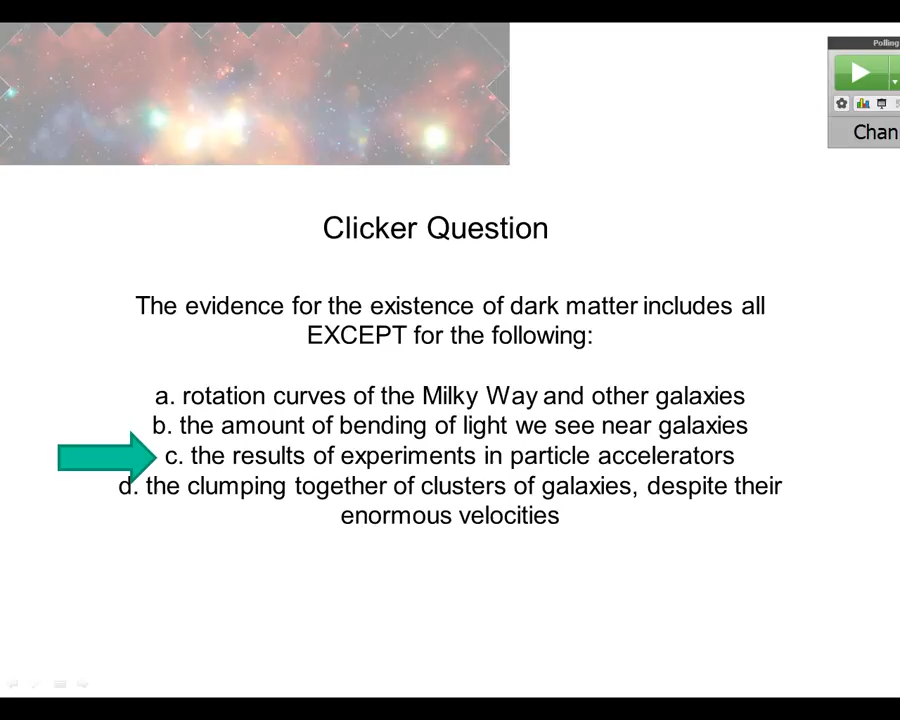 Polling
Chan
Clicker Question
The evidence for the existence of dark matter includes all
EXCEPT for the following:
a. rotation curves of the Milky Way and other galaxies
b. the amount of bending of light we see near galaxies
c. the results of experiments in particle accelerators
d. the clumping together of clusters of galaxies, despite their
enormous velocities